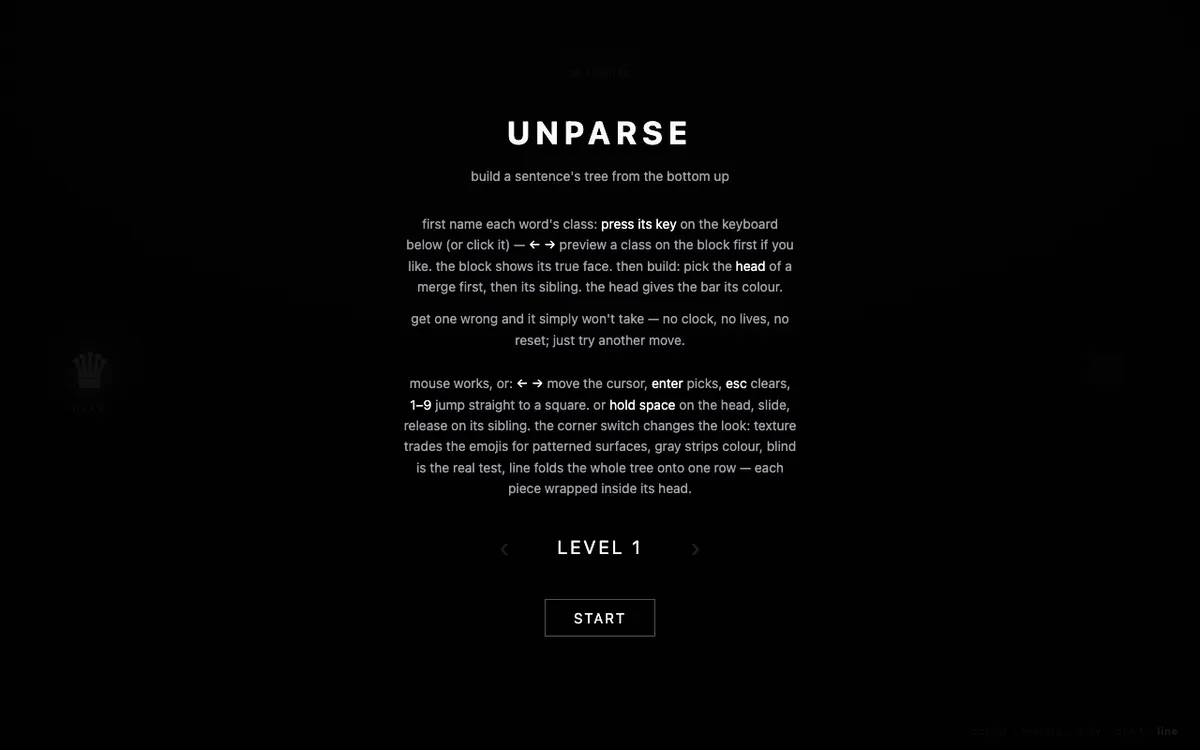 UNPARSE
build a sentence's tree from the bottom up
first name each word's class: press its key on the keyboard
below (or click it) — ← → preview a class on the block first if you
like. the block shows its true face. then build: pick the head of a
merge first, then its sibling. the head gives the bar its colour.
get one wrong and it simply won't take — no clock, no lives, no
reset; just try another move.
mouse works, or: ← → move the cursor, enter picks, esc clears,
1–9 jump straight to a square. or hold space on the head, slide,
release on its sibling. the corner switch changes the look: texture
trades the emojis for patterned surfaces, gray strips colour, blind
is the real test, line folds the whole tree onto one row — each
piece wrapped inside its head.
‹ LEVEL 1 ›
START
line